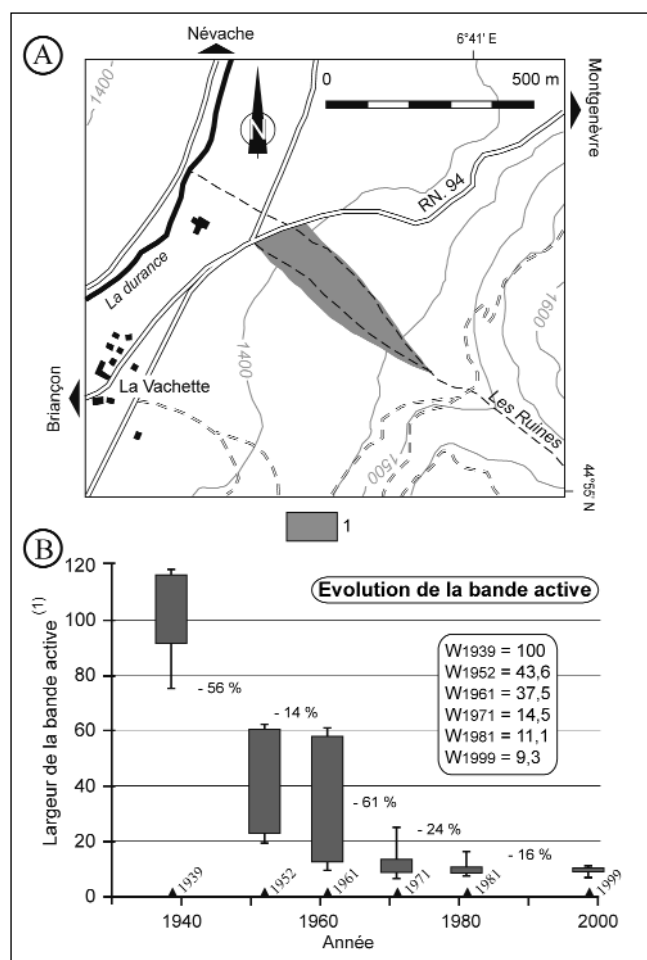 A
Névache
6°41' E
Montgenèvre
1400
0 500 m
N
RN. 94
La durance
1600
1400
La Vachette
Briançon
Les Ruines
1500
44°55' N
1
B
Evolution de la bande active
Largeur de la bande active (1)
120
100
80
60
40
20
0
W1939 = 100
W1952 = 43,6
W1961 = 37,5
W1971 = 14,5
W1981 = 11,1
W1999 = 9,3
- 56 %
- 14 %
- 61 %
- 24 %
- 16 %
1939
1952
1961
1971
1981
1999
1940 1950 1960 1970 1980 1990 2000
Année